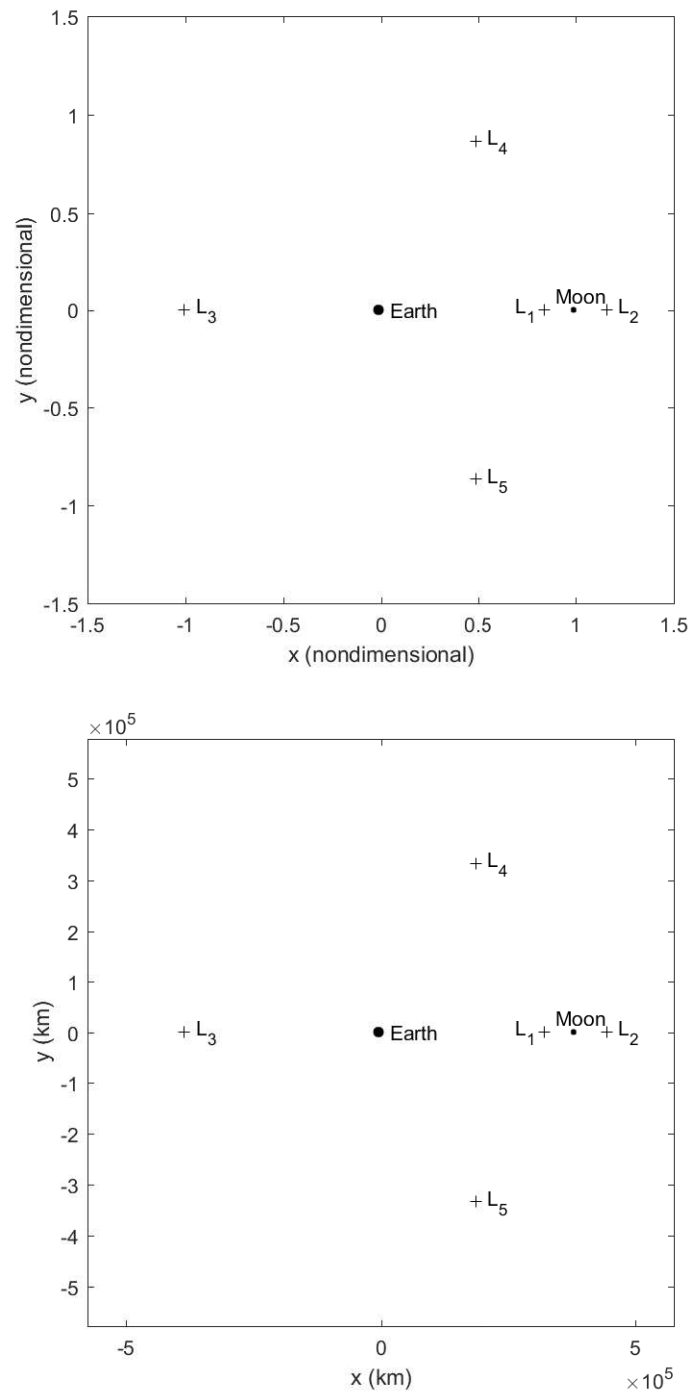 1.5
1
L4
0.5
y (nondimensional)
0
L3
Earth
L1
Moon
L2
-0.5
L5
-1
-1.5
-1.5
-1
-0.5
0
0.5
1
1.5
x (nondimensional)
×10^5
5
4
L4
3
2
1
y (km)
0
L3
Earth
L1
Moon
L2
-1
-2
-3
L5
-4
-5
-5
0
5
x (km)
×10^5